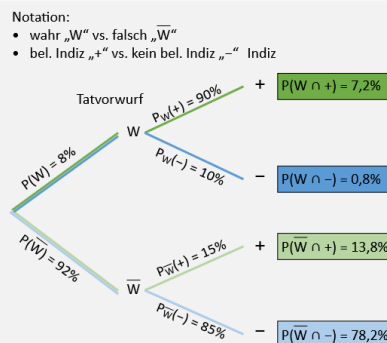 Notation:
• wahr „W“ vs. falsch „W̅“
• bel. Indiz „+“ vs. kein bel. Indiz „−“ Indiz
Tatvorwurf
P(W) = 8%
P(W̅) = 92%
W
P_W(+) = 90%
P_W(−) = 10%
+ P(W ∩ +) = 7,2%
− P(W ∩ −) = 0,8%
W̅
P_W̅(+) = 15%
P_W̅(−) = 85%
+ P(W̅ ∩ +) = 13,8%
− P(W̅ ∩ −) = 78,2%